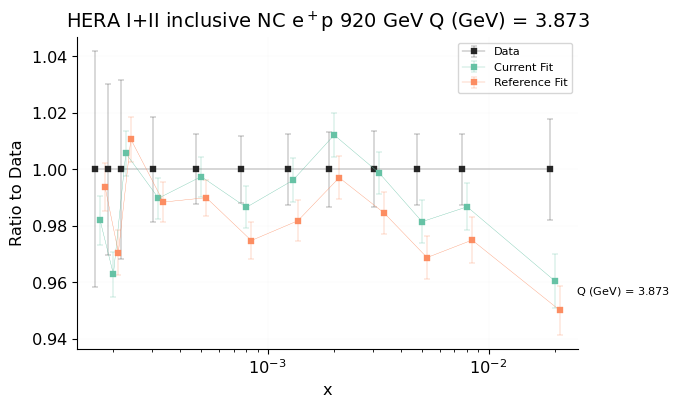 HERA I+II inclusive NC e⁺p 920 GeV Q (GeV) = 3.873
Data
Current Fit
Reference Fit
Ratio to Data
1.04
1.02
1.00
0.98
0.96
0.94
Q (GeV) = 3.873
10⁻³
10⁻²
x